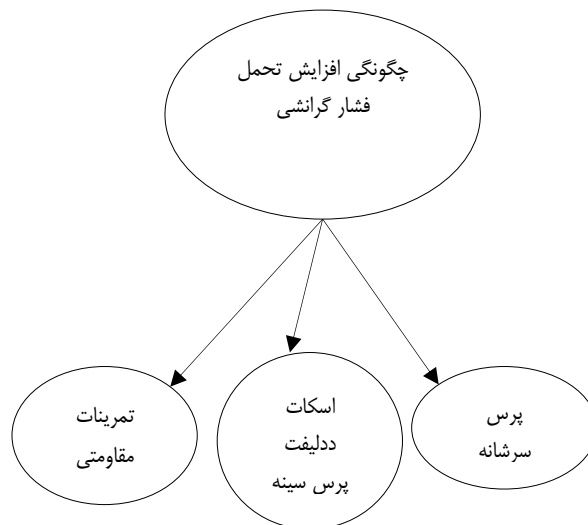 چگونگی افزایش تحمل
فشار گرانشی
پرس
سرشانه
اسکات
ددلیفت
پرس سینه
تمرینات
مقاومتی